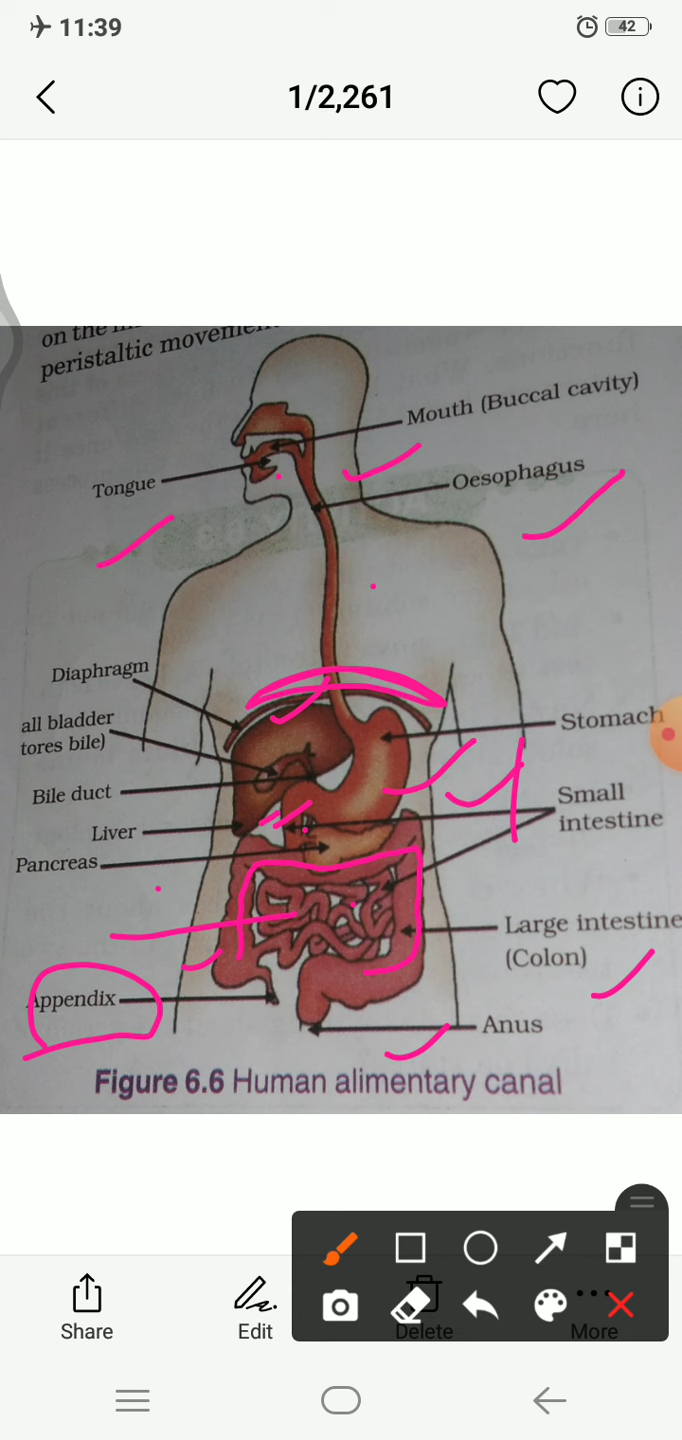 11:39
42
1/2,261
on the
peristaltic
Mouth (Buccal cavity)
Tongue
Oesophagus
Diaphragm
all bladder
tores bile)
Stomach
Bile duct
Small
intestine
Liver
Pancreas
Large intestine
(Colon)
Appendix
Anus
Figure 6.6 Human alimentary canal
Share
Edit
Delete
More